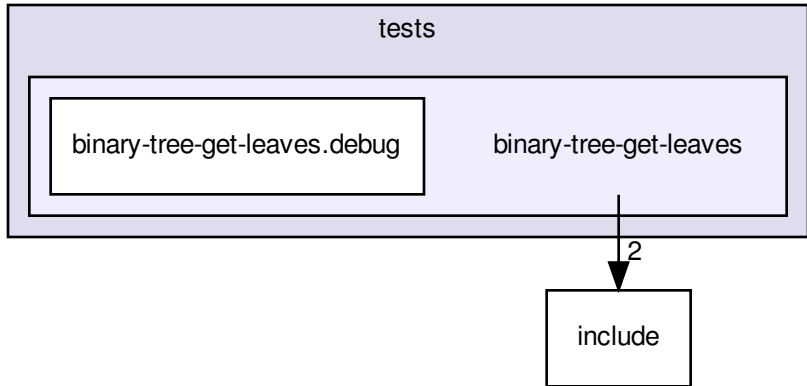 tests
binary-tree-get-leaves.debug
binary-tree-get-leaves
2
include